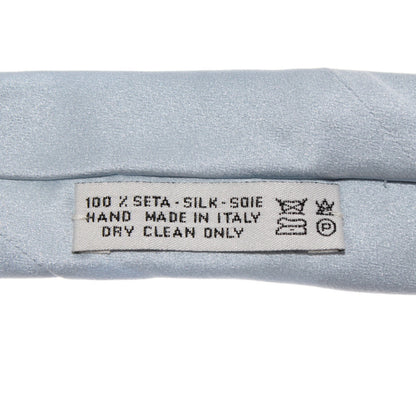 100 % SETA - SILK - SOIE
HAND MADE IN ITALY
DRY CLEAN ONLY
P